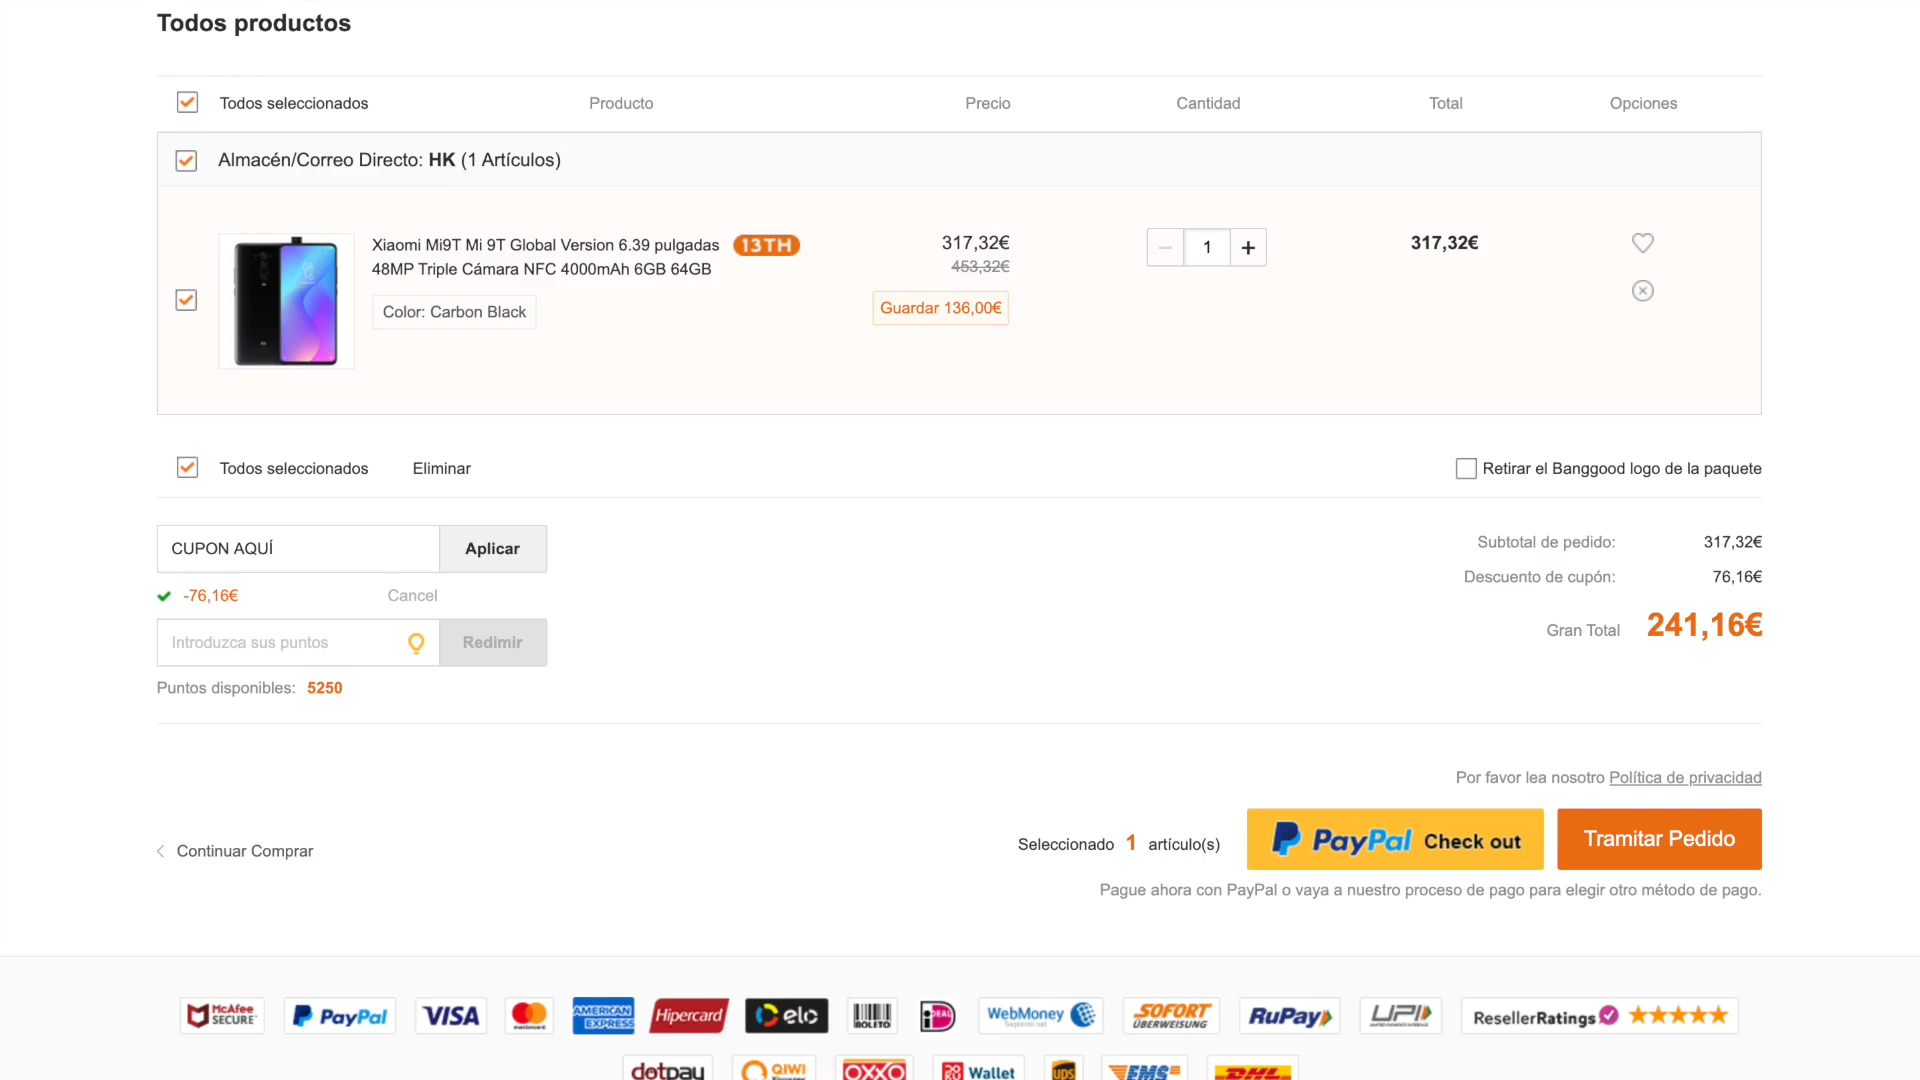 Todos productos
Todos seleccionados Producto Precio Cantidad Total Opciones
Almacén/Correo Directo: HK (1 Artículos)
Xiaomi Mi9T Mi 9T Global Version 6.39 pulgadas 13TH
48MP Triple Cámara NFC 4000mAh 6GB 64GB
Color: Carbon Black
317,32€
453,32€
Guardar 136,00€
1
317,32€
Todos seleccionados Eliminar
Retirar el Banggood logo de la paquete
CUPON AQUÍ Aplicar
-76,16€ Cancel
Introduzca sus puntos Redimir
Puntos disponibles: 5250
Subtotal de pedido: 317,32€
Descuento de cupón: 76,16€
Gran Total 241,16€
Por favor lea nosotro Política de privacidad
Continuar Comprar
Seleccionado 1 artículo(s)
PayPal Check out
Tramitar Pedido
Pague ahora con PayPal o vaya a nuestro proceso de pago para elegir otro método de pago.
McAfee SECURE PayPal VISA mastercard AMERICAN EXPRESS Hipercard elo BOLETO iDEAL WebMoney SOFORT ÜBERWEISUNG RuPay UPI ResellerRatings
dotpay QIWI OXXO Wallet UPS EMS DHL